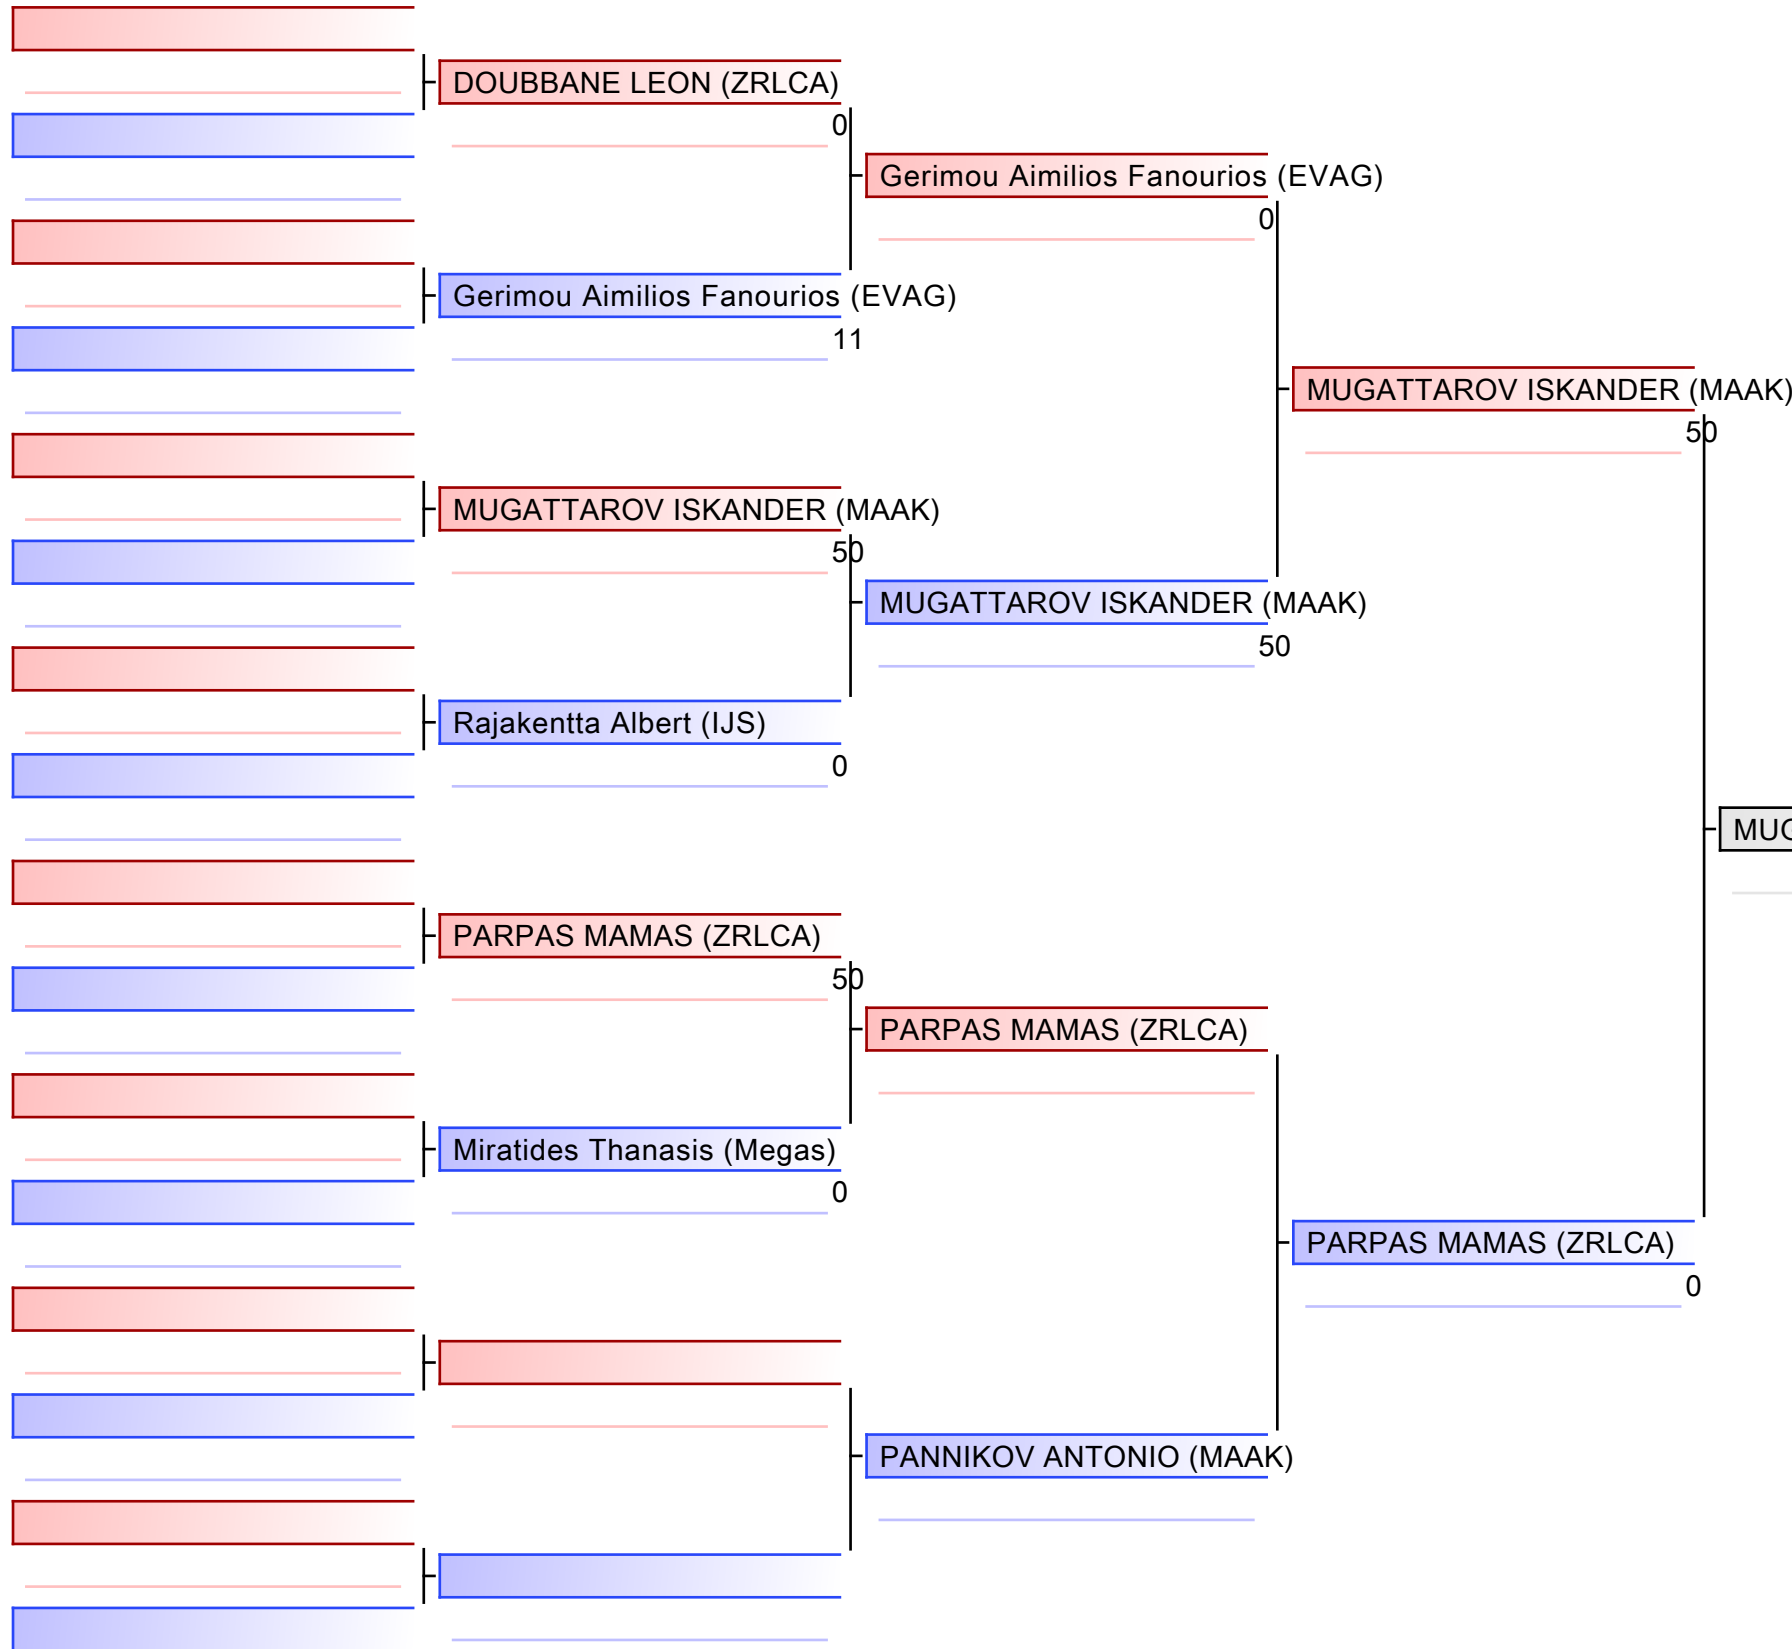 DOUBBANE LEON (ZRLCA)
0
Gerimou Aimilios Fanourios (EVAG)
0
Gerimou Aimilios Fanourios (EVAG)
11
MUGATTAROV ISKANDER (MAAK)
50
MUGATTAROV ISKANDER (MAAK)
50
MUGATTAROV ISKANDER (MAAK)
50
Rajakentta Albert (IJS)
0
MUG
PARPAS MAMAS (ZRLCA)
50
PARPAS MAMAS (ZRLCA)
Miratides Thanasis (Megas)
0
PARPAS MAMAS (ZRLCA)
0
PANNIKOV ANTONIO (MAAK)